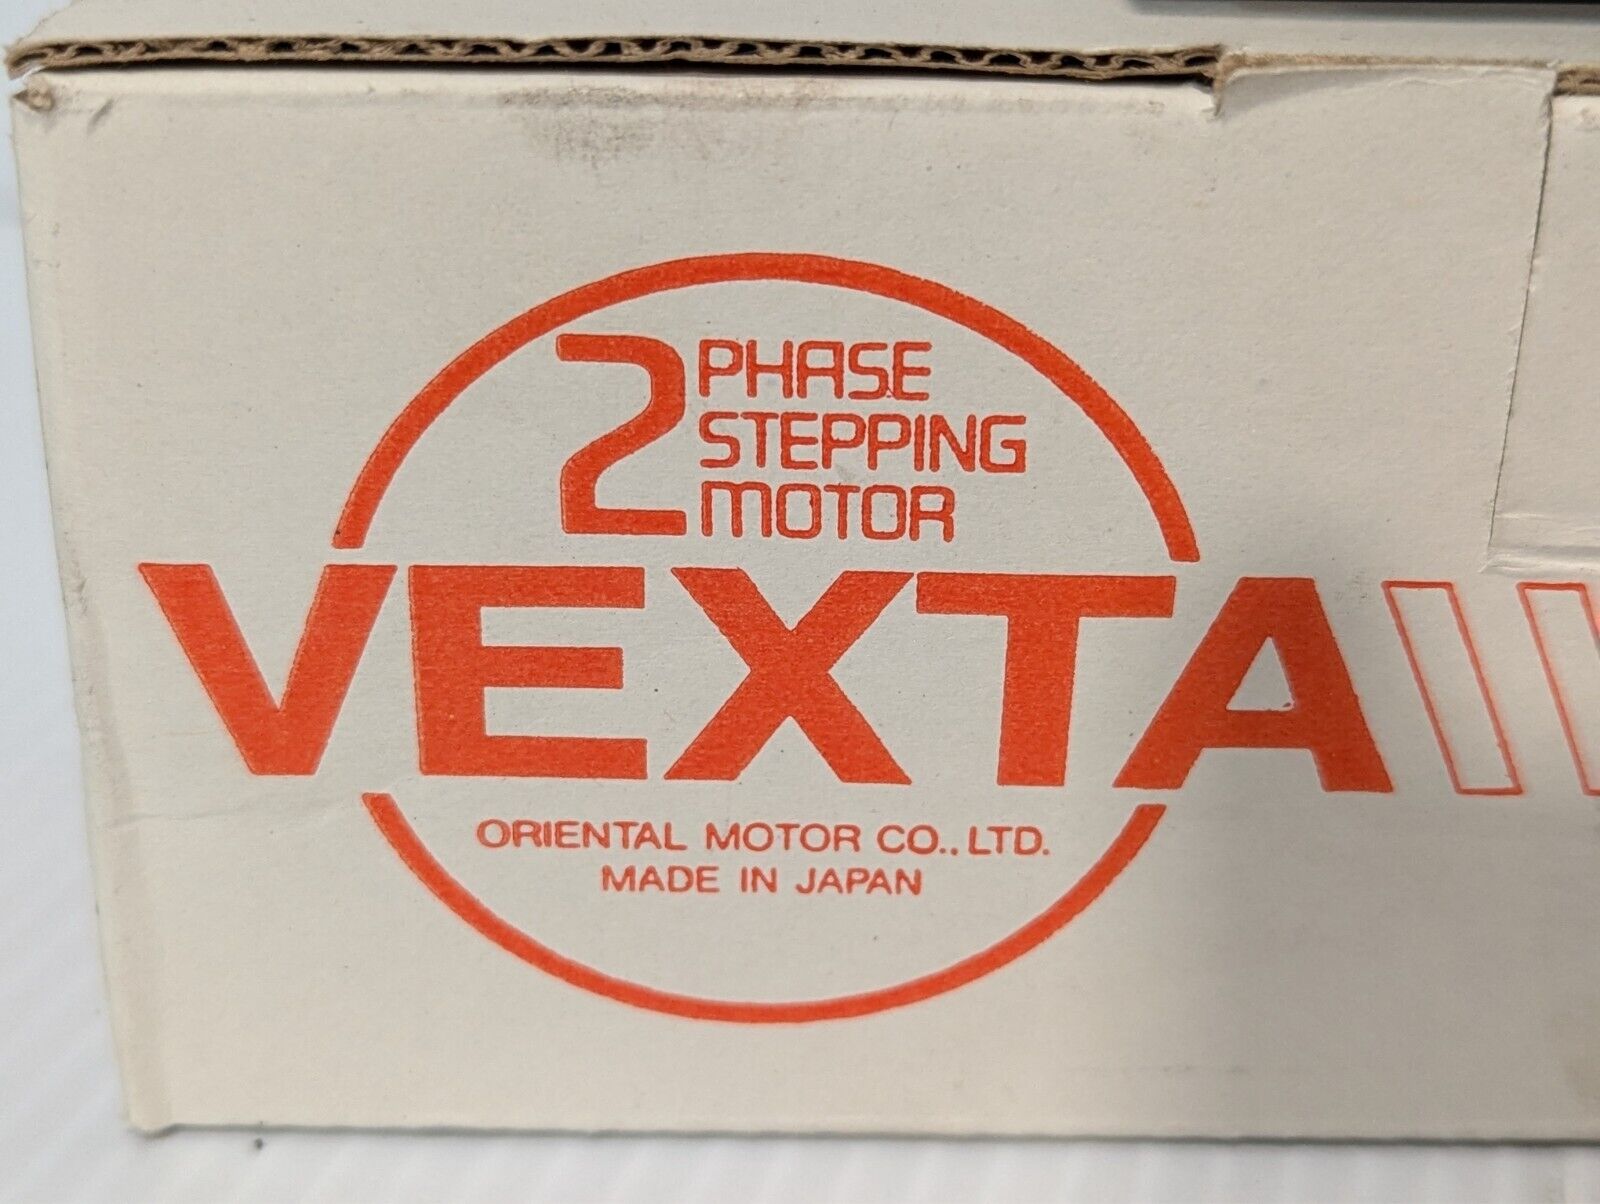 2 PHASE
STEPPING
MOTOR
VEXTA
ORIENTAL MOTOR CO., LTD.
MADE IN JAPAN